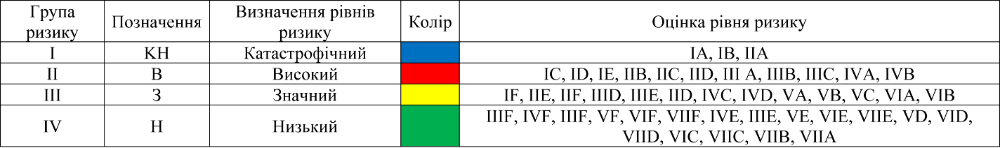 Група ризику Позначення Визначення рівнів ризику Колір Оцінка рівня ризику
I КН Катастрофічний IA, IB, IIA
II В Високий IC, ID, IE, IIB, IIC, IID, III A, IIIB, IIIC, IVA, IVB
III З Значний IF, IIE, IIF, IIID, IIIE, IID, IVC, IVD, VA, VB, VC, VIA, VIB
IV Н Низький IIIF, IVF, IIIF, VF, VIF, VIIF, IVE, IIIE, VE, VIE, VIIE, VD, VID,
VIID, VIC, VIIC, VIIB, VIIA